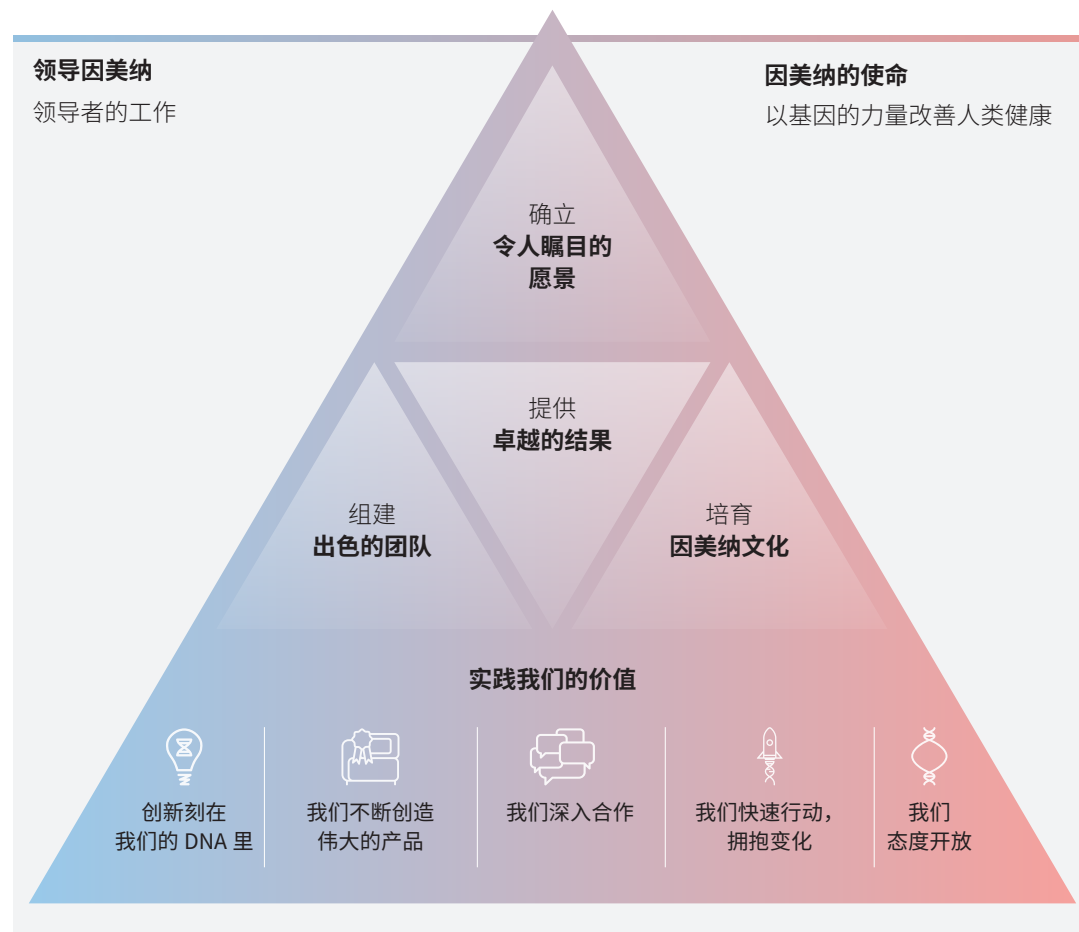 领导因美纳
领导者的工作
因美纳的使命
以基因的力量改善人类健康
确立
令人瞩目的
愿景
提供
卓越的结果
组建
出色的团队
培育
因美纳文化
实践我们的价值
创新刻在
我们的 DNA 里
我们不断创造
伟大的产品
我们深入合作
我们快速行动，
拥抱变化
我们
态度开放